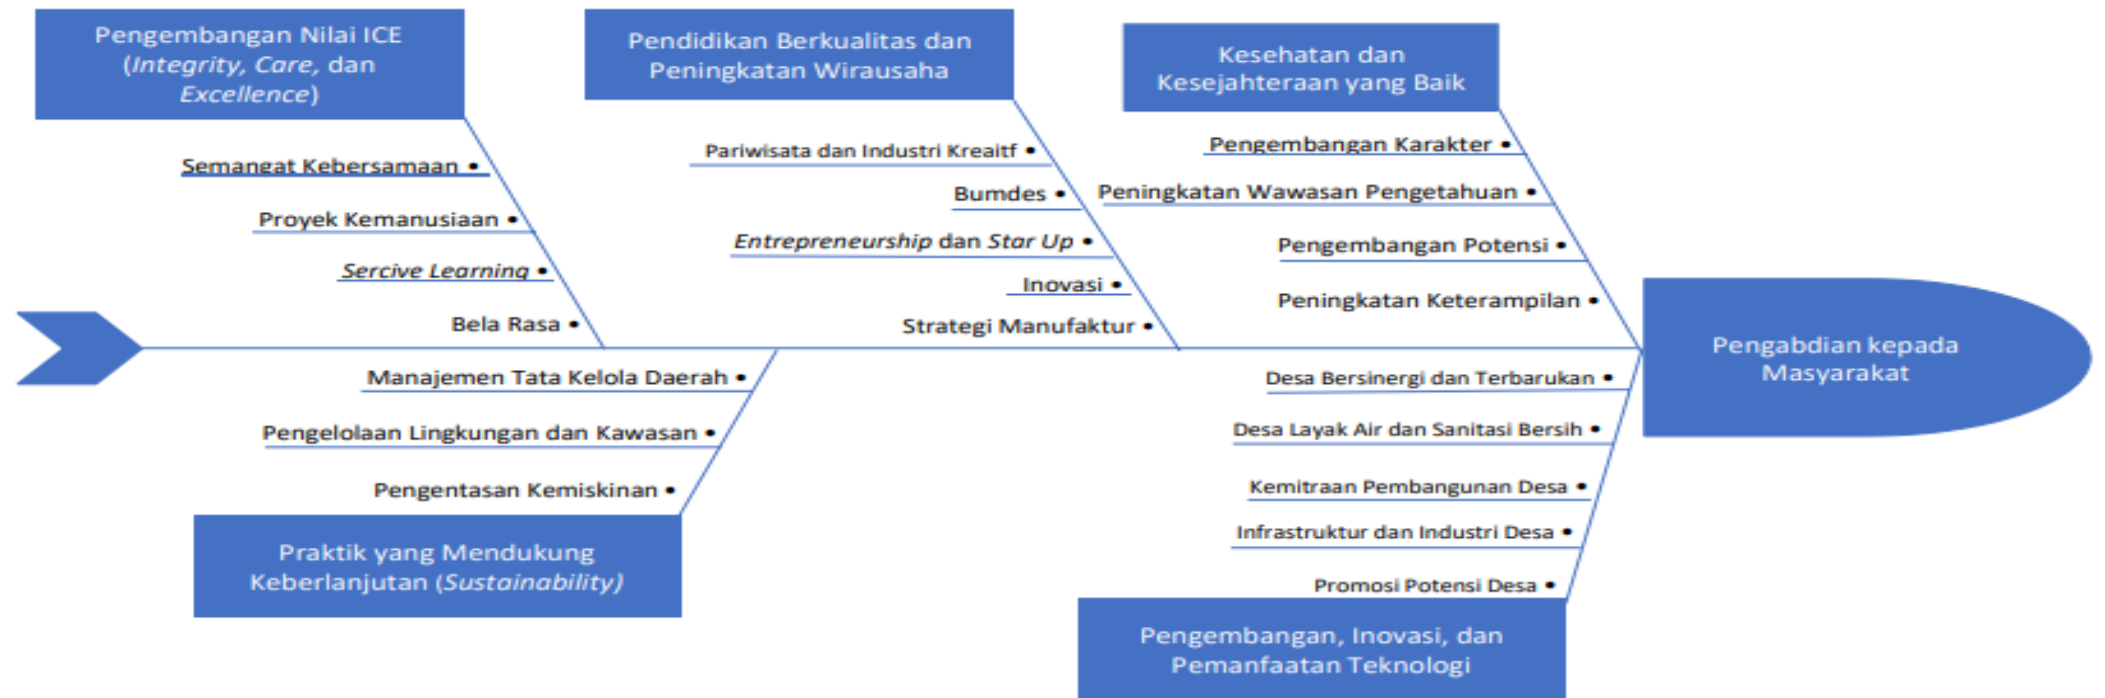 Pengembangan Nilai ICE
(Integrity, Care, dan
Excellence)
Semangat Kebersamaan •
Proyek Kemanusiaan •
Sercive Learning •
Bela Rasa •
Pendidikan Berkualitas dan
Peningkatan Wirausaha
Pariwisata dan Industri Kreaitf •
Bumdes •
Entrepreneurship dan Star Up •
Inovasi •
Strategi Manufaktur •
Kesehatan dan
Kesejahteraan yang Baik
Pengembangan Karakter •
Peningkatan Wawasan Pengetahuan •
Pengembangan Potensi •
Peningkatan Keterampilan •
Pengabdian kepada
Masyarakat
Manajemen Tata Kelola Daerah •
Pengelolaan Lingkungan dan Kawasan •
Pengentasan Kemiskinan •
Praktik yang Mendukung
Keberlanjutan (Sustainability)
Desa Bersinergi dan Terbarukan •
Desa Layak Air dan Sanitasi Bersih •
Kemitraan Pembangunan Desa •
Infrastruktur dan Industri Desa •
Promosi Potensi Desa •
Pengembangan, Inovasi, dan
Pemanfaatan Teknologi